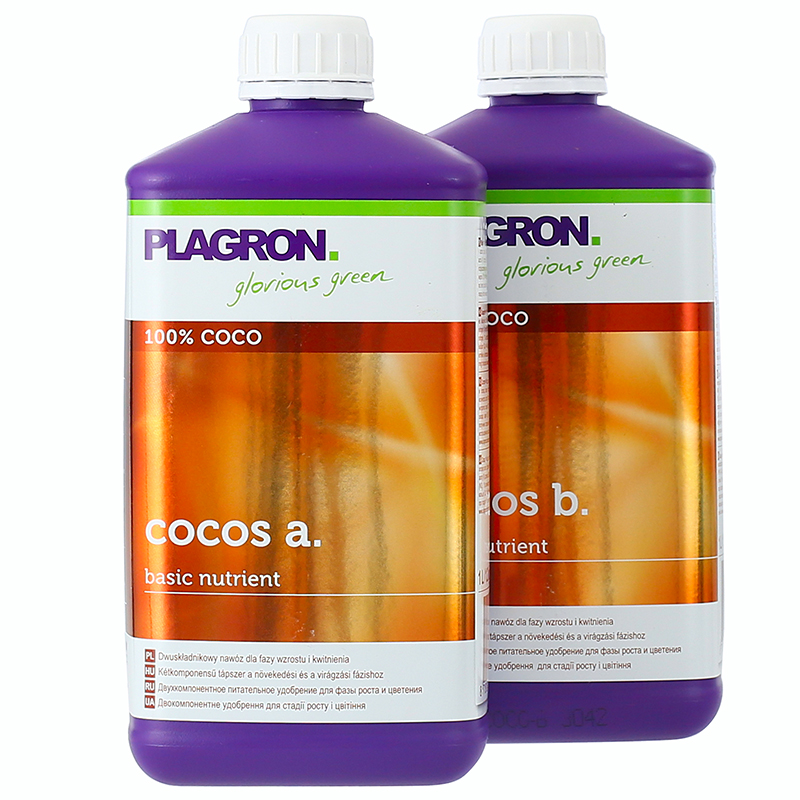 PLAGRON.
glorious green
100% COCO
cocos a.
basic nutrient
PL Dwuskładnikowy nawóz dla fazy wzrostu i kwitnienia
HU Kétkomponensű tápszer a növekedési és a virágzási fázishoz
RU Двухкомпонентное питательное удобрение для фазы роста и цветения
UA Двокомпонентне удобрення для стадії росту і цвітіння
GRON.
glorious green
OCO
os b.
utrient
nawóz dla fazy wzrostu i kwitnienia
tápszer a növekedési és a virágzási fázishoz
питательное удобрение для фазы роста и цветения
удобрення для стадії росту і цвітіння